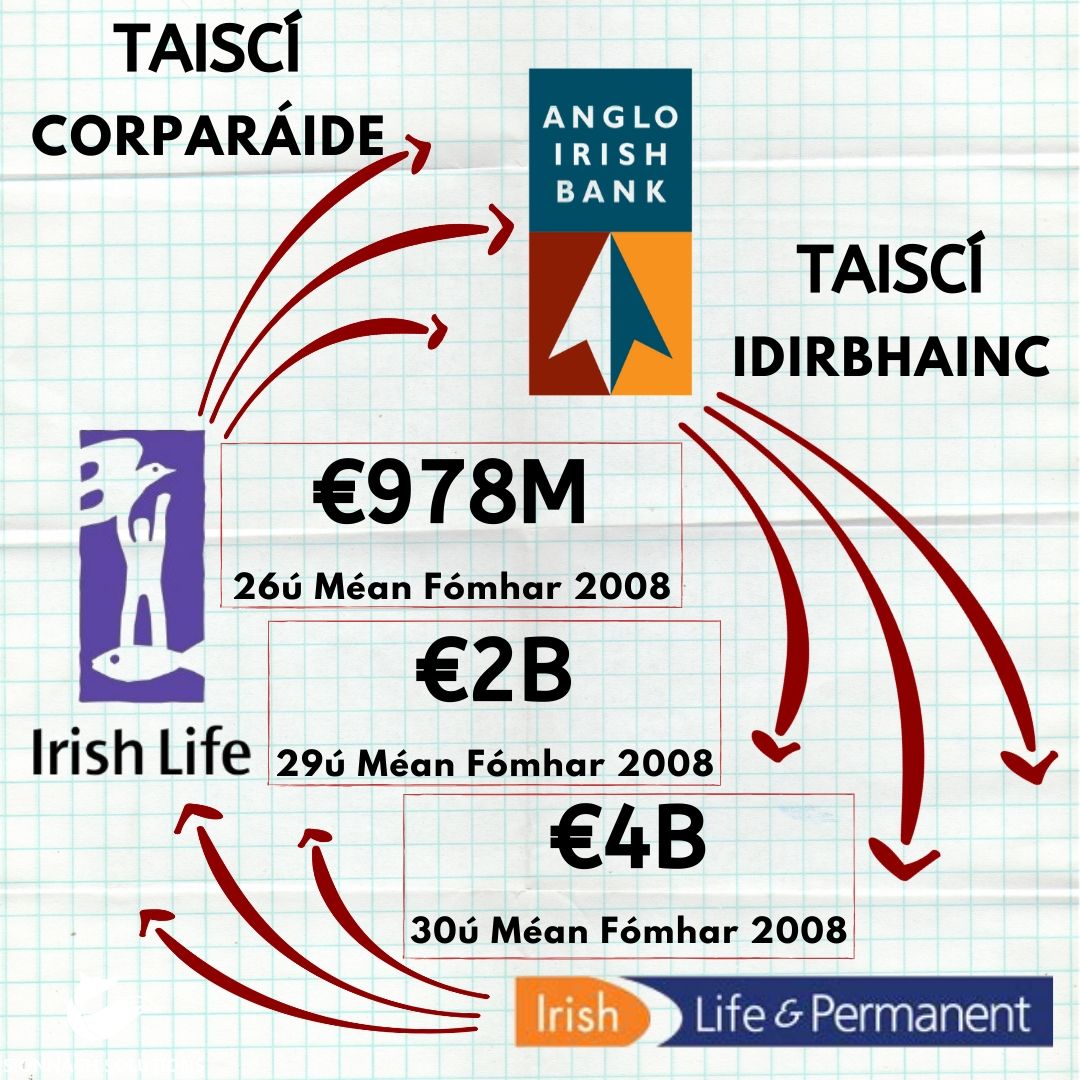 TAISCÍ
CORPARÁIDE
ANGLO
IRISH
BANK
TAISCÍ
IDIRBHAINC
€978M
26ú Méan Fómhar 2008
Irish Life
€2B
29ú Méan Fómhar 2008
€4B
30ú Méan Fómhar 2008
Irish Life & Permanent